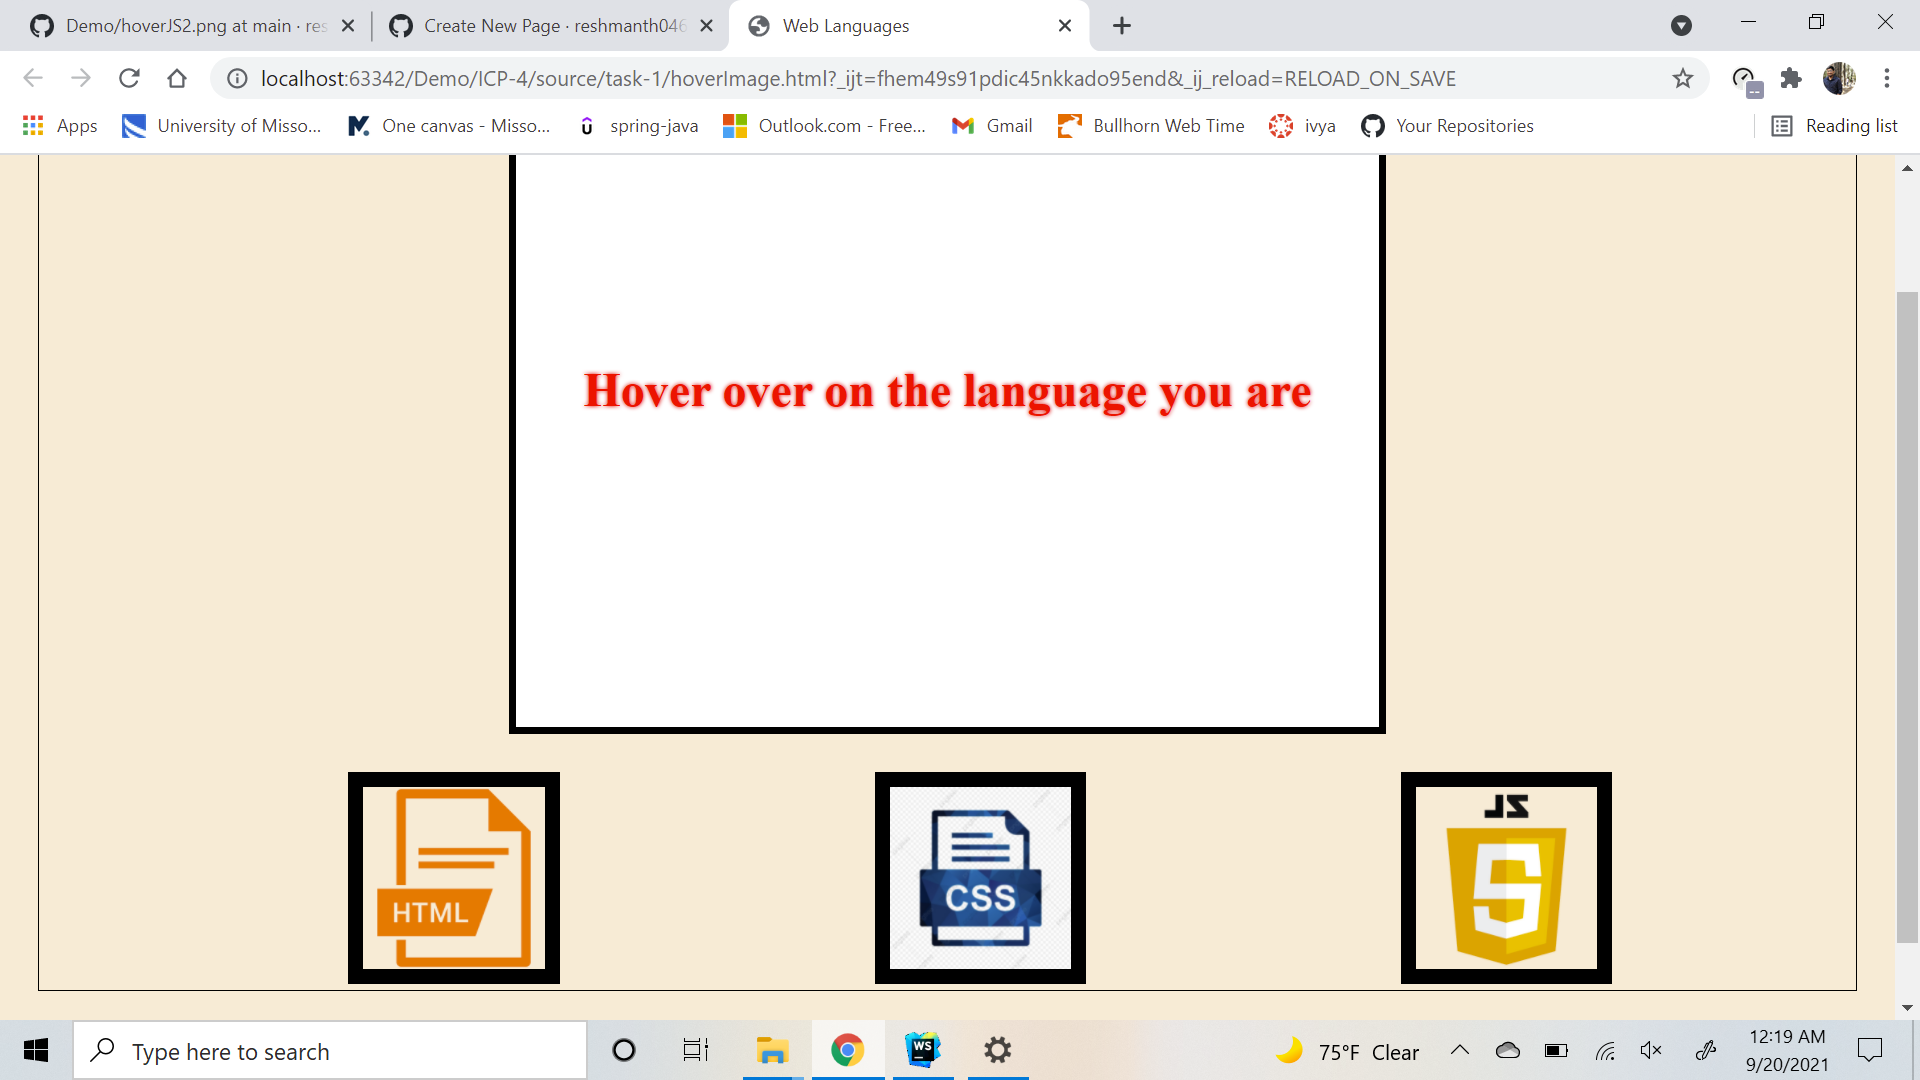 Demo/hoverJS2.png at main · res
Create New Page · reshmanth046
Web Languages
localhost:63342/Demo/ICP-4/source/task-1/hoverImage.html?_ijt=fhem49s91pdic45nkkado95end&_ij_reload=RELOAD_ON_SAVE
Apps
University of Misso...
One canvas - Misso...
spring-java
Outlook.com - Free...
Gmail
Bullhorn Web Time
ivya
Your Repositories
Reading list
Hover over on the language you are
HTML
CSS
JS
5
Type here to search
WS
75°F Clear
12:19 AM
9/20/2021